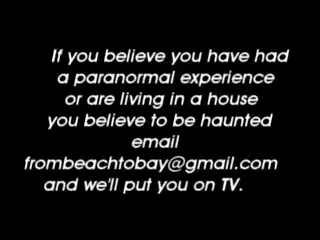 If you believe you have had
a paranormal experience
or are living in a house
you believe to be haunted
email
frombeachtobay@gmail.com
and we'll put you on TV.